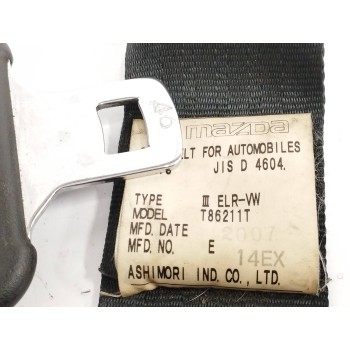 mazda
LT FOR AUTOMOBILES
JIS D 4604.
TYPE III ELR-VW
MODEL T86211T
MFD. DATE 2007
MFD. NO. E 14EX
ASHIMORI IND. CO., LTD.